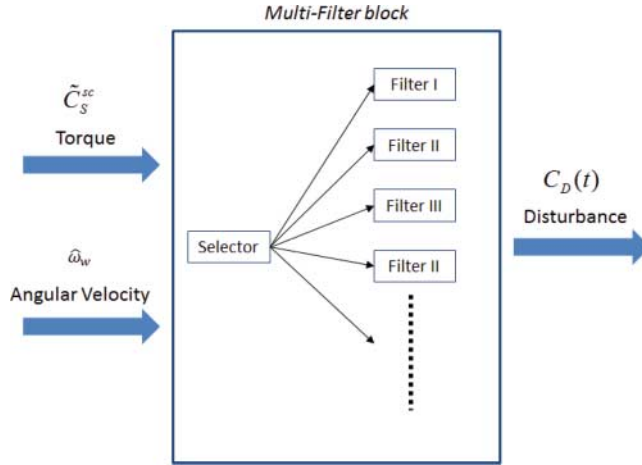 Multi-Filter block
Filter I
C̃_S^{sc}
Torque
Filter II
C_D(t)
Filter III
Disturbance
Selector
Filter II
ω̂_w
Angular Velocity